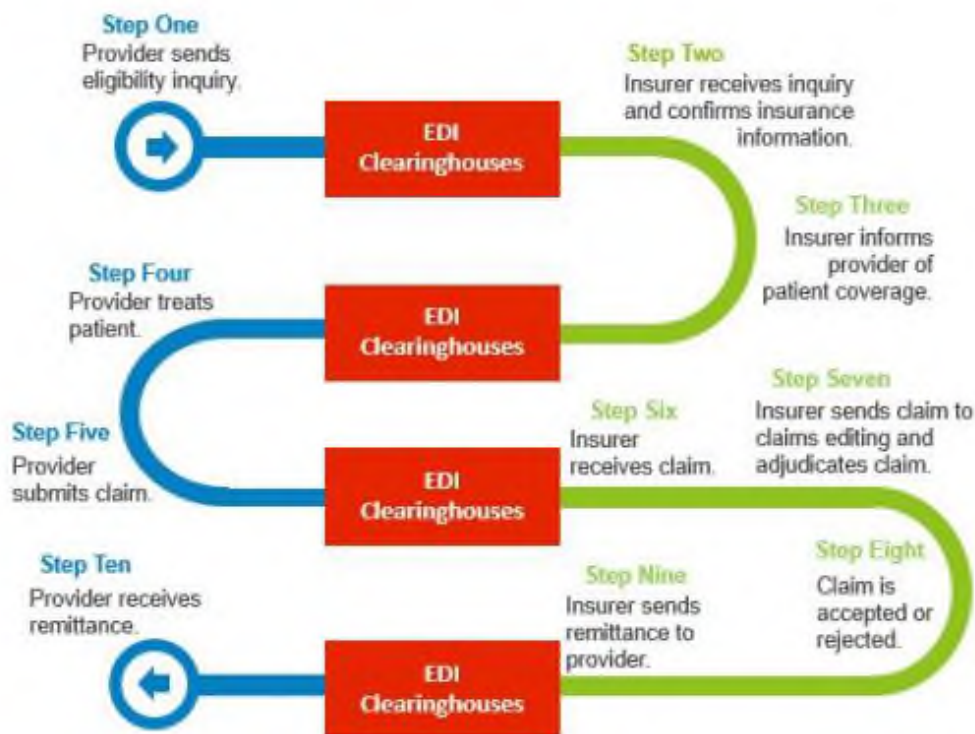 Step One
Provider sends
eligibility inquiry.
EDI
Clearinghouses
Step Two
Insurer receives inquiry
and confirms insurance
information.
Step Three
Insurer informs
provider of
patient coverage.
EDI
Clearinghouses
Step Four
Provider treats
patient.
Step Five
Provider
submits claim.
EDI
Clearinghouses
Step Six
Insurer
receives claim.
Step Seven
Insurer sends claim to
claims editing and
adjudicates claim.
Step Eight
Claim is
accepted or
rejected.
Step Nine
Insurer sends
remittance to
provider.
EDI
Clearinghouses
Step Ten
Provider receives
remittance.